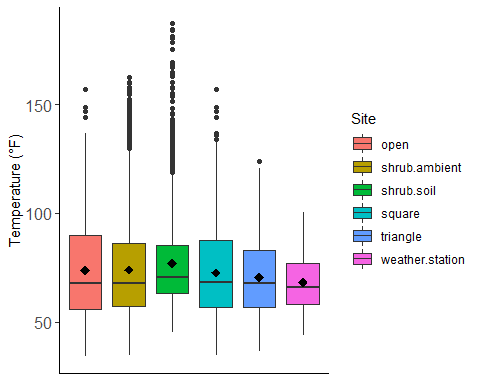 Temperature (°F)
150
100
50
Site
open
shrub.ambient
shrub.soil
square
triangle
weather.station